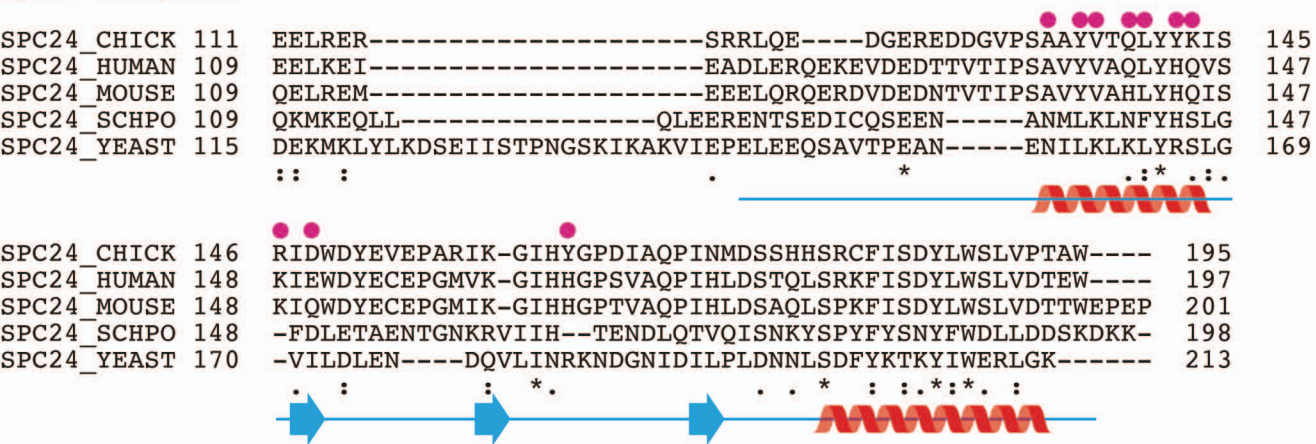 SPC24_CHICK 111 EELRER---------------------SRRLQE----DGEREDDGVPSAAYVTQLYYKIS 145
SPC24_HUMAN 109 EELKEI---------------------EADLERQEKEVDEDTTVTIPSAVYVAQLYHQVS 147
SPC24_MOUSE 109 QELREM---------------------EEELQRQERDVDEDNTVTIPSAVYVAHLYHQIS 147
SPC24_SCHPO 109 QKMKEQLL----------------QLEERENTSEDICQSEEN-----ANMLKLNFYHSLG 147
SPC24_YEAST 115 DEKMKLYLKDSEIISTPNGSKIKAKVIEPELEEQSAVTPEAN-----ENILKLKLYRSLG 169
:: : . * .:* .:.
SPC24_CHICK 146 RIDWDYEVEPARIK-GIHYGPDIAQPINMDSSHHSRCFISDYLWSLVPTAW---- 195
SPC24_HUMAN 148 KIEWDYECEPGMVK-GIHHGPSVAQPIHLDSTQLSRKFISDYLWSLVDTEW---- 197
SPC24_MOUSE 148 KIQWDYECEPGMIK-GIHHGPTVAQPIHLDSAQLSPKFISDYLWSLVDTTWEPEP 201
SPC24_SCHPO 148 -FDLETAENTGNKRVIIH--TENDLQTVQISNKYSPYFYSNYFWDLLDDSKDKK- 198
SPC24_YEAST 170 -VILDLEN----DQVLINRKNDGNIDILPLDNNLSDFYKTKYIWERLGK------ 213
. : : *. . . * : :.*:*. :